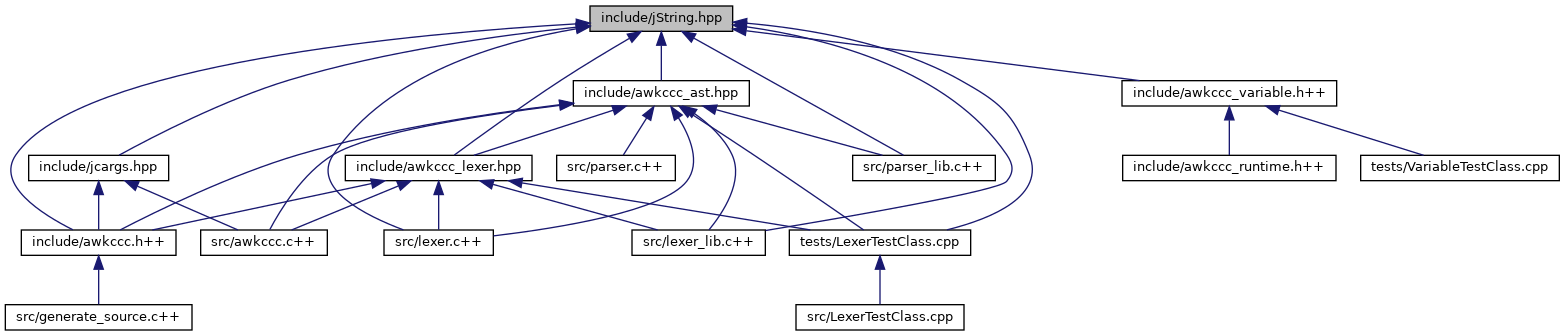 include/jString.hpp
include/awkccc_ast.hpp
include/awkccc_variable.h++
include/jcargs.hpp
include/awkccc_lexer.hpp
src/parser.c++
src/parser_lib.c++
include/awkccc_runtime.h++
tests/VariableTestClass.cpp
include/awkccc.h++
src/awkccc.c++
src/lexer.c++
src/lexer_lib.c++
tests/LexerTestClass.cpp
src/generate_source.c++
src/LexerTestClass.cpp